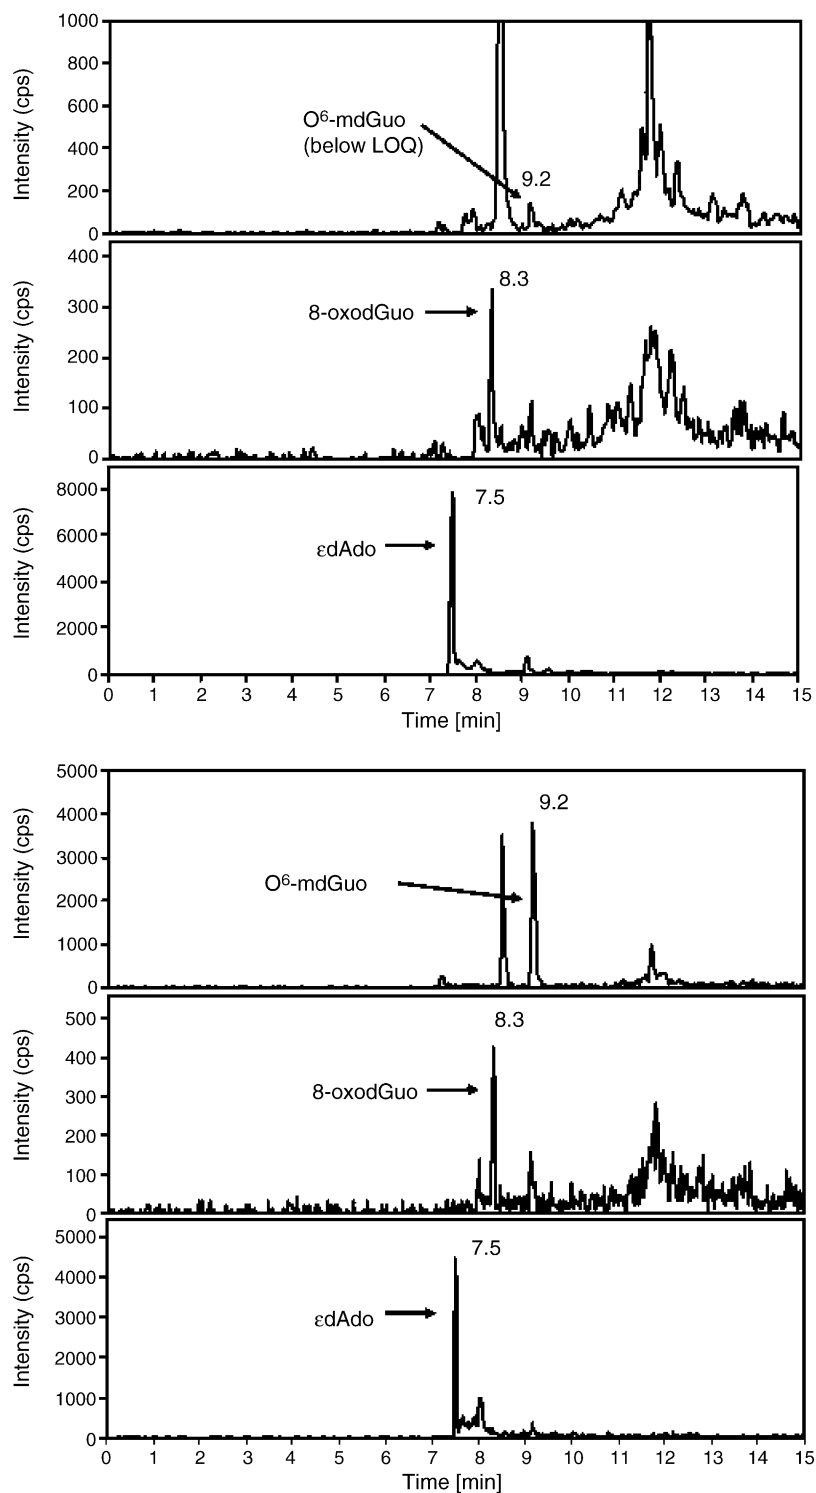 Intensity (cps)
1000
800
600
400
200
0
O⁶-mdGuo
(below LOQ)
9.2
Intensity (cps)
400
300
200
100
0
8.3
8-oxodGuo
Intensity (cps)
8000
6000
4000
2000
0
7.5
εdAdo
0 1 2 3 4 5 6 7 8 9 10 11 12 13 14 15
Time [min]
Intensity (cps)
5000
4000
3000
2000
1000
0
9.2
O⁶-mdGuo
Intensity (cps)
500
400
300
200
100
0
8.3
8-oxodGuo
Intensity (cps)
5000
4000
3000
2000
1000
0
7.5
εdAdo
0 1 2 3 4 5 6 7 8 9 10 11 12 13 14 15
Time [min]